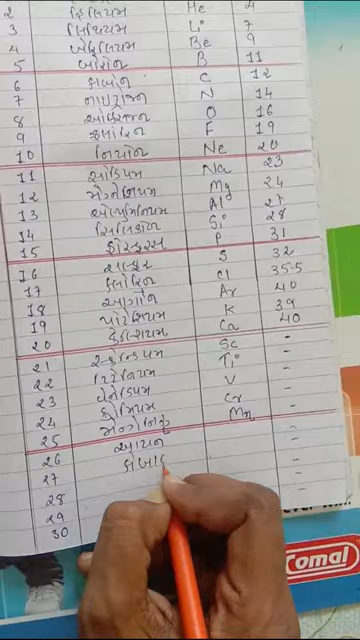 2 હિલિયમ He 4
3 લિથિયમ Li 7
4 બેરિલિયમ Be 9
5 બોરોન B 11
6 કાર્બન C 12
7 નાઇટ્રોજન N 14
8 ઓક્સિજન O 16
9 ફ્લોરિન F 19
10 નિયોન Ne 20
11 સોડિયમ Na 23
12 મેગ્નેશિયમ Mg 24
13 એલ્યુમિનિયમ Al 27
14 સિલિકોન Si 28
15 ફોસ્ફરસ P 31
16 સલ્ફર S 32
17 ક્લોરિન Cl 35.5
18 આર્ગોન Ar 40
19 પોટેશિયમ K 39
20 કેલ્શિયમ Ca 40
21 સ્કેન્ડિયમ Sc -
22 ટિટેનિયમ Ti -
23 વેનેડિયમ V -
24 ક્રોમિયમ Cr -
25 મેંગેનિઝ Mn -
26 આયર્ન -
27 કોબા -
28 -
29
30
Comal